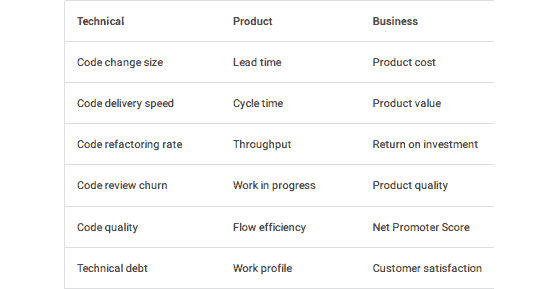 Technical Product Business
Code change size Lead time Product cost
Code delivery speed Cycle time Product value
Code refactoring rate Throughput Return on investment
Code review churn Work in progress Product quality
Code quality Flow efficiency Net Promoter Score
Technical debt Work profile Customer satisfaction